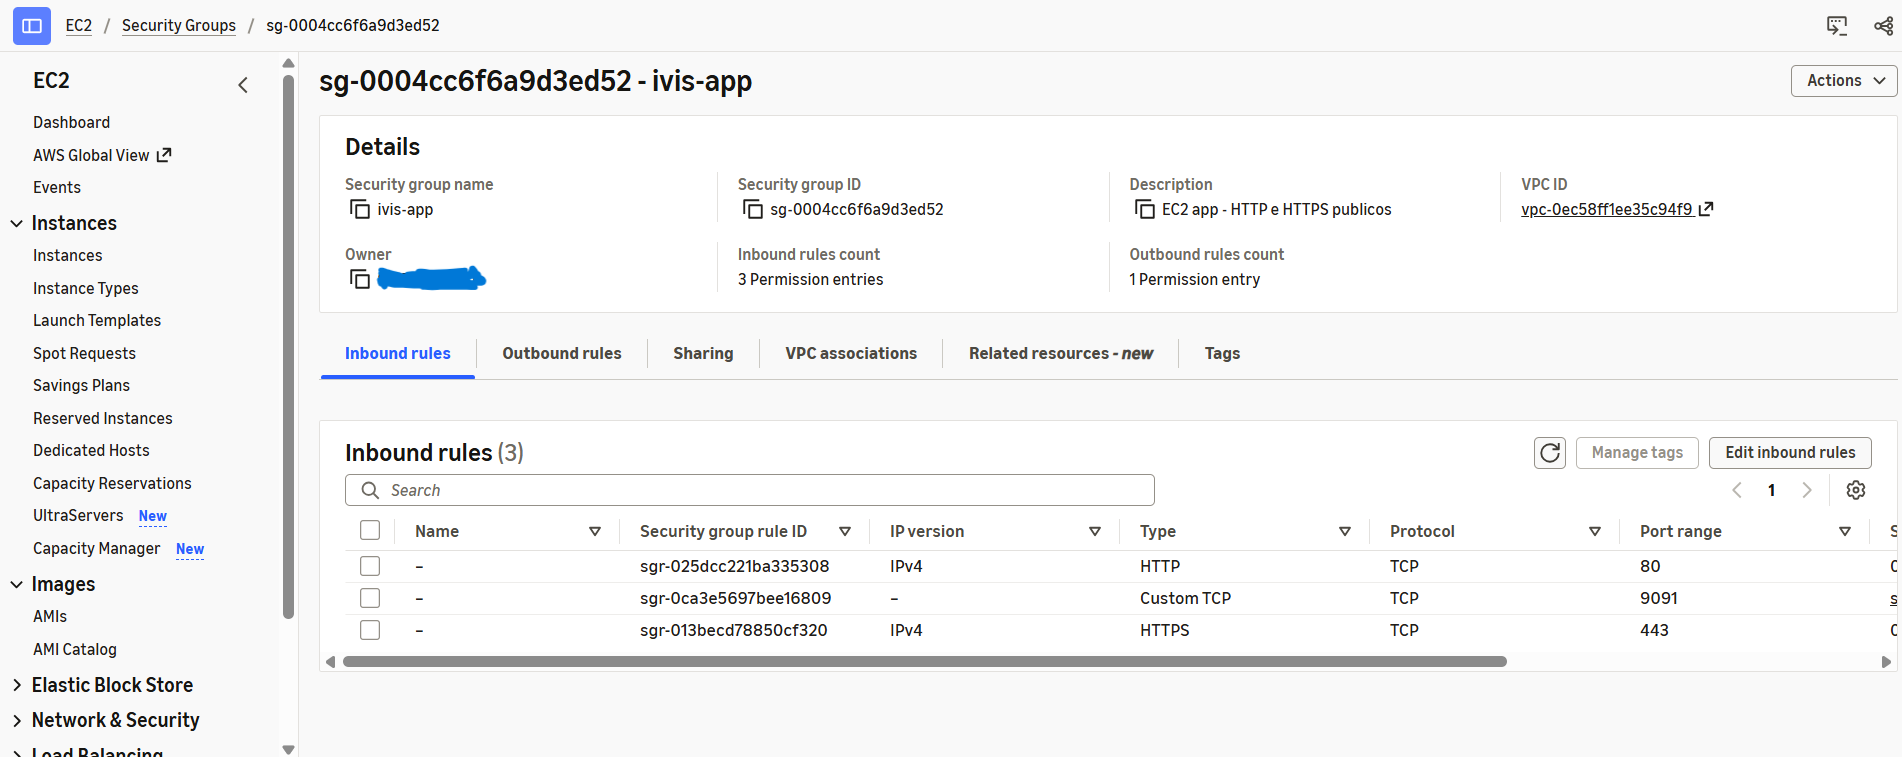 EC2 / Security Groups / sg-0004cc6f6a9d3ed52
EC2
Dashboard
AWS Global View
Events
Instances
Instances
Instance Types
Launch Templates
Spot Requests
Savings Plans
Reserved Instances
Dedicated Hosts
Capacity Reservations
UltraServers New
Capacity Manager New
Images
AMIs
AMI Catalog
Elastic Block Store
Network & Security
Load Balancing
sg-0004cc6f6a9d3ed52 - ivis-app
Actions
Details
Security group name
ivis-app
Security group ID
sg-0004cc6f6a9d3ed52
Description
EC2 app - HTTP e HTTPS publicos
VPC ID
vpc-0ec58ff1ee35c94f9
Owner
Inbound rules count
3 Permission entries
Outbound rules count
1 Permission entry
Inbound rules Outbound rules Sharing VPC associations Related resources - new Tags
Inbound rules (3)
Manage tags Edit inbound rules
Search
1
Name Security group rule ID IP version Type Protocol Port range
– sgr-025dcc221ba335308 IPv4 HTTP TCP 80
– sgr-0ca3e5697bee16809 – Custom TCP TCP 9091
– sgr-013becd78850cf320 IPv4 HTTPS TCP 443